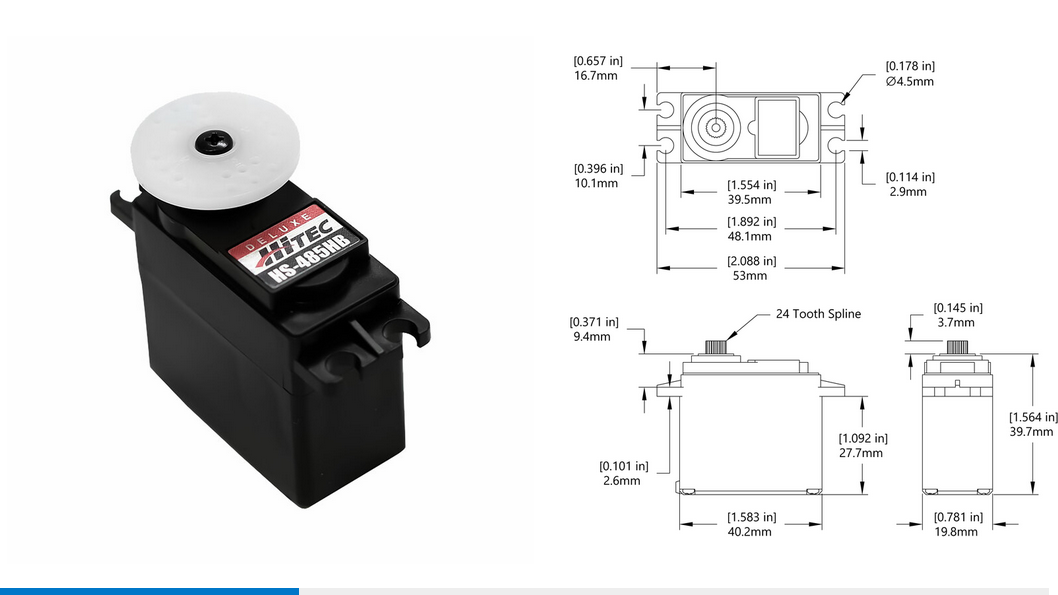 DELUXE
HITEC
HS-485HB
[0.657 in]
16.7mm
[0.178 in]
Ø4.5mm
[0.396 in]
10.1mm
[0.114 in]
2.9mm
[1.554 in]
39.5mm
[1.892 in]
48.1mm
[2.088 in]
53mm
[0.371 in]
9.4mm
24 Tooth Spline
[0.145 in]
3.7mm
[1.092 in]
27.7mm
[1.564 in]
39.7mm
[0.101 in]
2.6mm
[1.583 in]
40.2mm
[0.781 in]
19.8mm